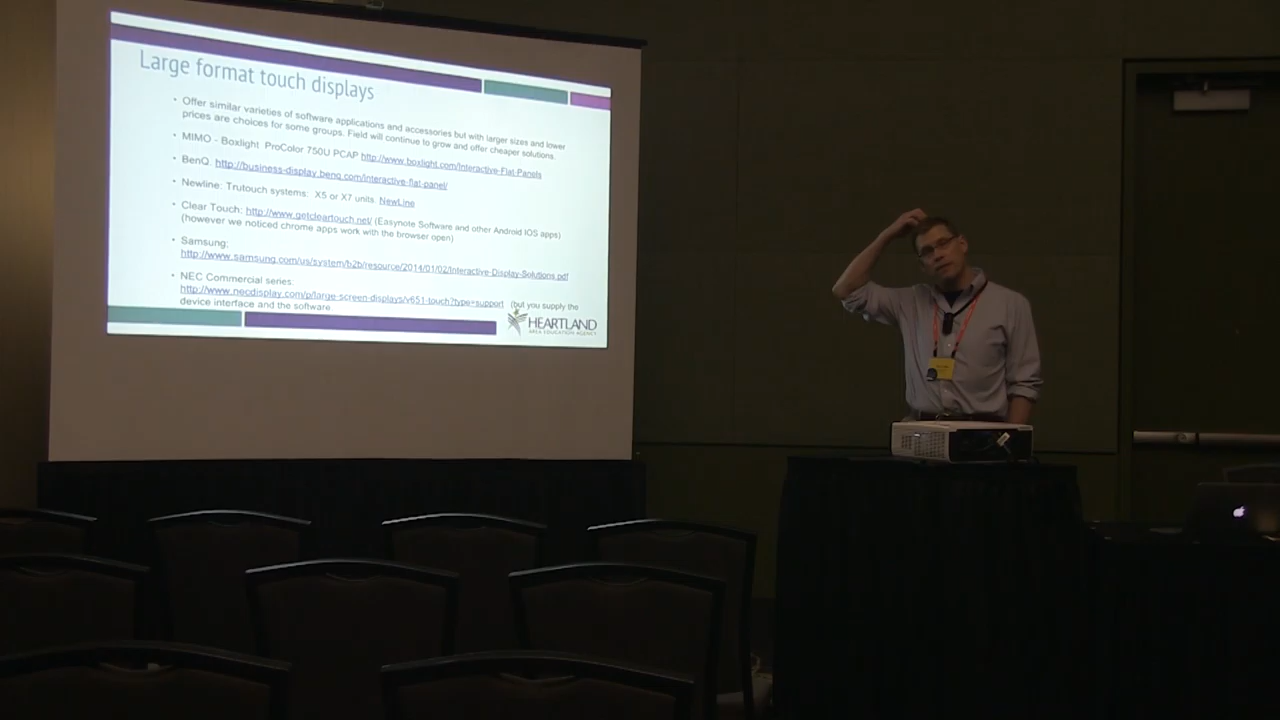 Large format touch displays
• Offer similar varieties of software applications and accessories but with larger sizes and lower
prices are choices for some groups. Field will continue to grow and offer cheaper solutions.
• MIMO - Boxlight ProColor 750U PCAP http://www.boxlight.com/Interactive-Flat-Panels
• BenQ. http://business-display.benq.com/interactive-flat-panel/
• Newline: Trutouch systems: X5 or X7 units. NewLine
• Clear Touch: http://www.getcleartouch.net/ (Easynote Software and other Android IOS apps)
(however we noticed chrome apps work with the browser open)
• Samsung:
http://www.samsung.com/us/system/b2b/resource/2014/01/02/Interactive-Display-Solutions.pdf
• NEC Commercial series:
http://www.necdisplay.com/p/large-screen-displays/v651-touch?type=support (but you supply the
device interface and the software
HEARTLAND
AREA EDUCATION AGENCY